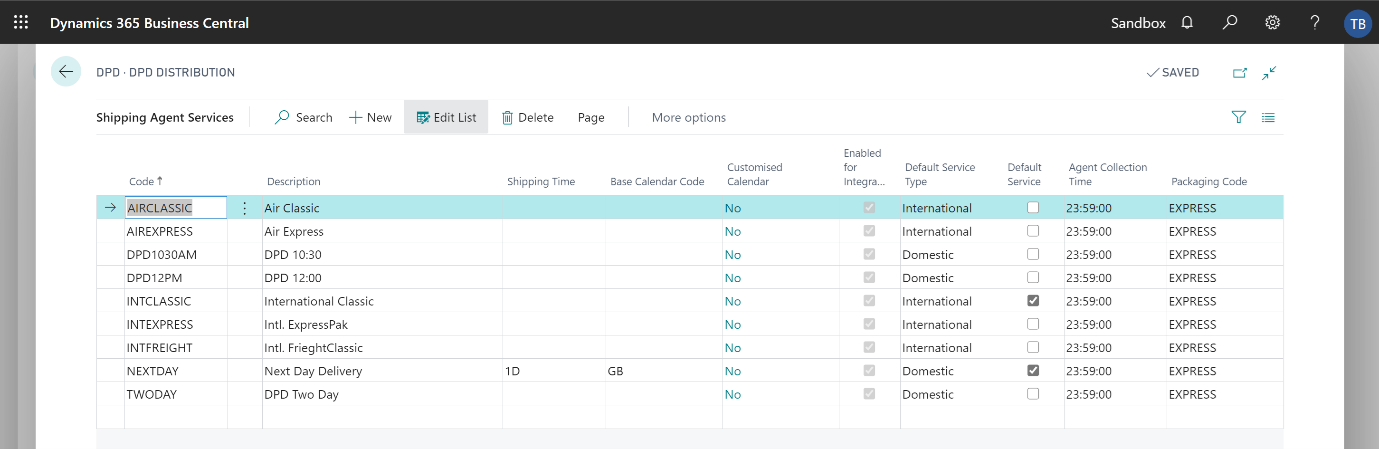 Dynamics 365 Business Central Sandbox ? TB
DPD · DPD DISTRIBUTION SAVED
Shipping Agent Services Search New Edit List Delete Page More options
Code ↑ Description Shipping Time Base Calendar Code Customised Calendar Enabled for Integra... Default Service Type Default Service Agent Collection Time Packaging Code
AIRCLASSIC Air Classic No International 23:59:00 EXPRESS
AIREXPRESS Air Express No International 23:59:00 EXPRESS
DPD1030AM DPD 10:30 No Domestic 23:59:00 EXPRESS
DPD12PM DPD 12:00 No Domestic 23:59:00 EXPRESS
INTCLASSIC International Classic No International 23:59:00 EXPRESS
INTEXPRESS Intl. ExpressPak No International 23:59:00 EXPRESS
INTFREIGHT Intl. FrieghtClassic No International 23:59:00 EXPRESS
NEXTDAY Next Day Delivery 1D GB No Domestic 23:59:00 EXPRESS
TWODAY DPD Two Day No Domestic 23:59:00 EXPRESS